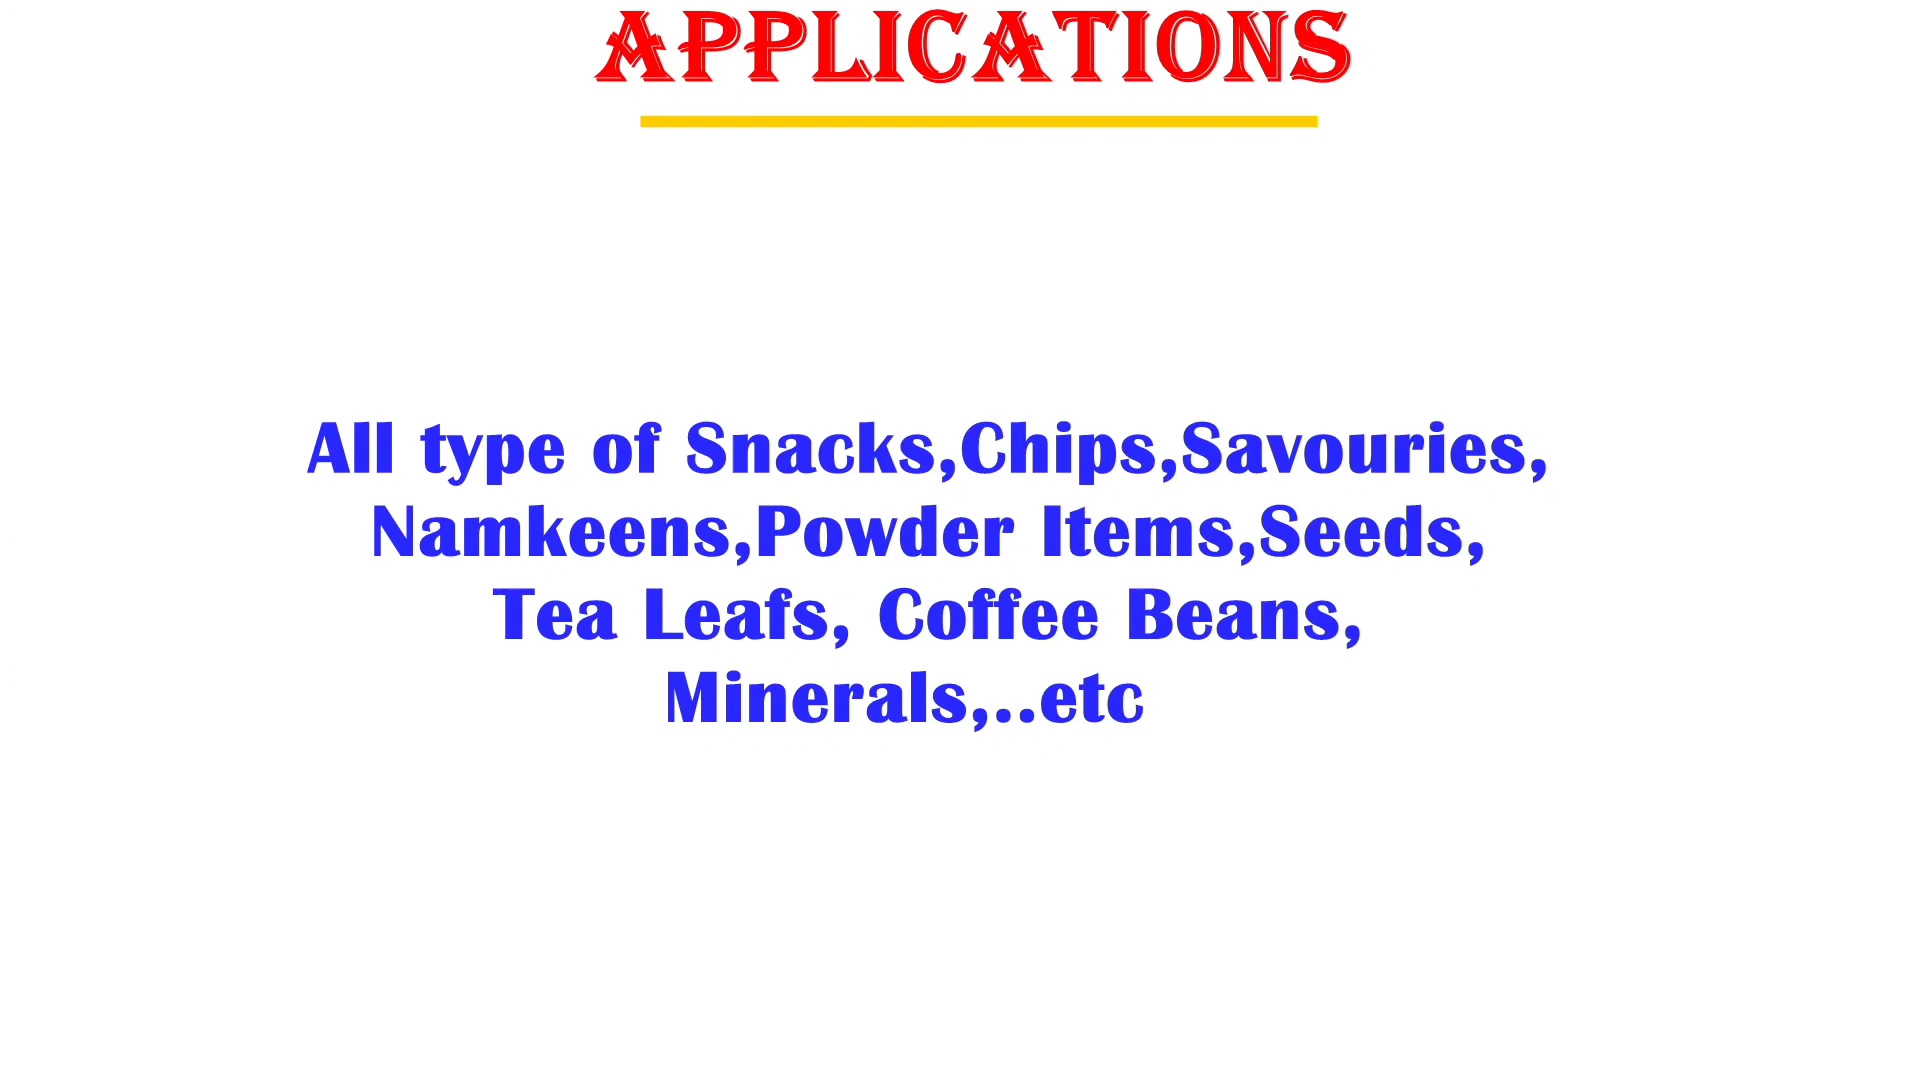 APPLICATIONS
All type of Snacks,Chips,Savouries,
Namkeens,Powder Items,Seeds,
Tea Leafs, Coffee Beans,
Minerals,..etc